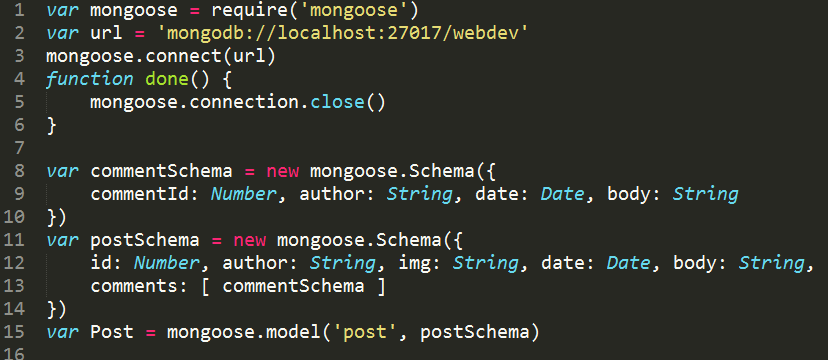 1 var mongoose = require('mongoose')
2 var url = 'mongodb://localhost:27017/webdev'
3 mongoose.connect(url)
4 function done() {
5     mongoose.connection.close()
6 }
7
8 var commentSchema = new mongoose.Schema({
9     commentId: Number, author: String, date: Date, body: String
10 })
11 var postSchema = new mongoose.Schema({
12     id: Number, author: String, img: String, date: Date, body: String,
13     comments: [ commentSchema ]
14 })
15 var Post = mongoose.model('post', postSchema)
16